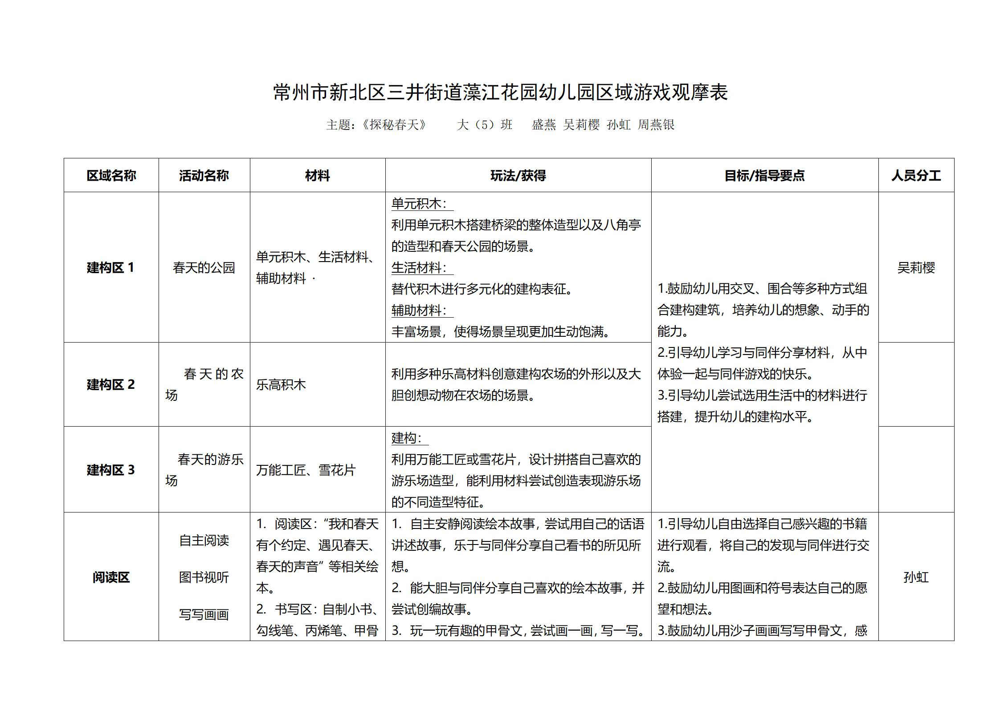 常州市新北区三井街道藻江花园幼儿园区域游戏观摩表
主题：《探秘春天》 大（5）班 盛燕 吴莉樱 孙虹 周燕银
区域名称 活动名称 材料 玩法/获得 目标/指导要点 人员分工
建构区 1
春天的公园
单元积木、生活材料、
辅助材料 ·
单元积木：
利用单元积木搭建桥梁的整体造型以及八角亭
的造型和春天公园的场景。
生活材料：
替代积木进行多元化的建构表征。
辅助材料：
丰富场景，使得场景呈现更加生动饱满。
1.鼓励幼儿用交叉、围合等多种方式组
合建构建筑，培养幼儿的想象、动手的
能力。
2.引导幼儿学习与同伴分享材料，从中
体验一起与同伴游戏的快乐。
3.引导幼儿尝试选用生活中的材料进行
搭建，提升幼儿的建构水平。
吴莉樱
建构区 2
春天的农
场
乐高积木
利用多种乐高材料创意建构农场的外形以及大
胆创想动物在农场的场景。
建构区 3
春天的游乐
场
万能工匠、雪花片
建构：
利用万能工匠或雪花片，设计拼搭自己喜欢的
游乐场造型，能利用材料尝试创造表现游乐场
的不同造型特征。
阅读区
自主阅读
图书视听
写写画画
1. 阅读区：“我和春天
有个约定、遇见春天、
春天的声音”等相关绘
本。
2. 书写区：自制小书、
勾线笔、丙烯笔、甲骨
1. 自主安静阅读绘本故事，尝试用自己的话语
讲述故事，乐于与同伴分享自己看书的所见所
想。
2. 能大胆与同伴分享自己喜欢的绘本故事，并
尝试创编故事。
3. 玩一玩有趣的甲骨文，尝试画一画，写一写。
1.引导幼儿自由选择自己感兴趣的书籍
进行观看，将自己的发现与同伴进行交
流。
2.鼓励幼儿用图画和符号表达自己的愿
望和想法。
3.鼓励幼儿用沙子画画写写甲骨文，感
孙虹